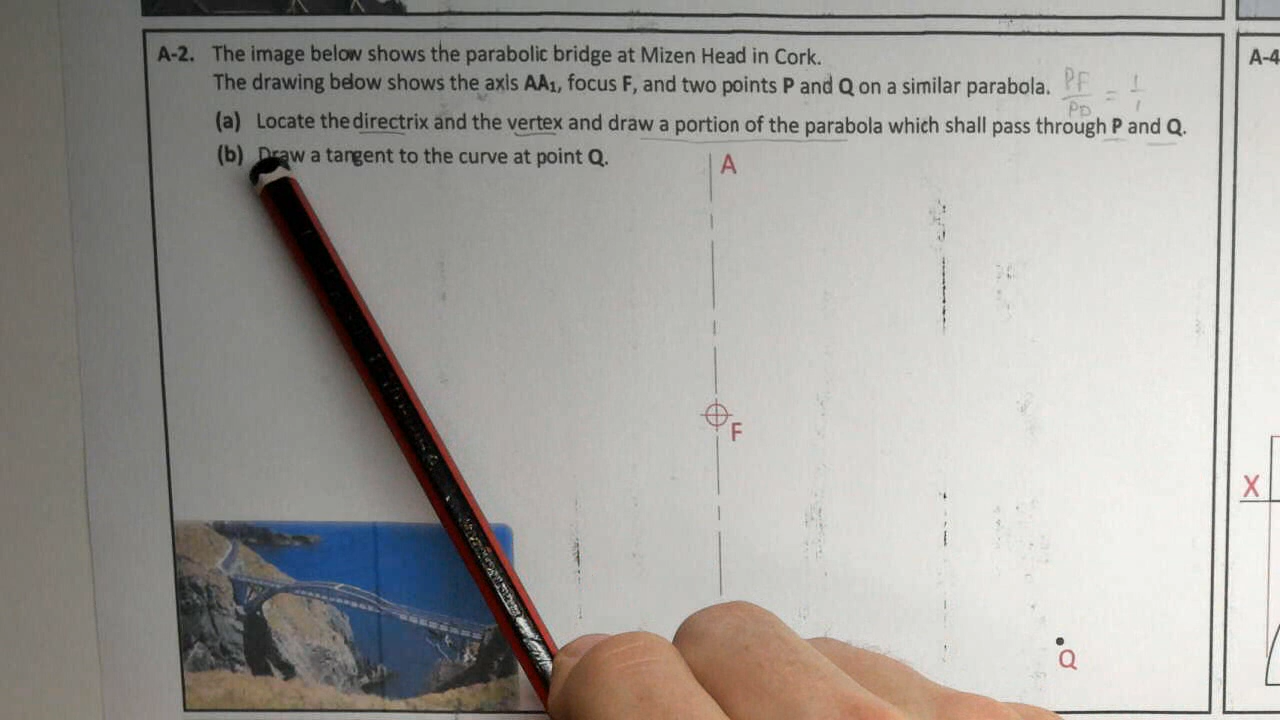 A-2. The image below shows the parabolic bridge at Mizen Head in Cork.
The drawing below shows the axis AA₁, focus F, and two points P and Q on a similar parabola.
PF/PD = 1/1
(a) Locate the directrix and the vertex and draw a portion of the parabola which shall pass through P and Q.
(b) Draw a tangent to the curve at point Q.
A
F
Q
A-4
X